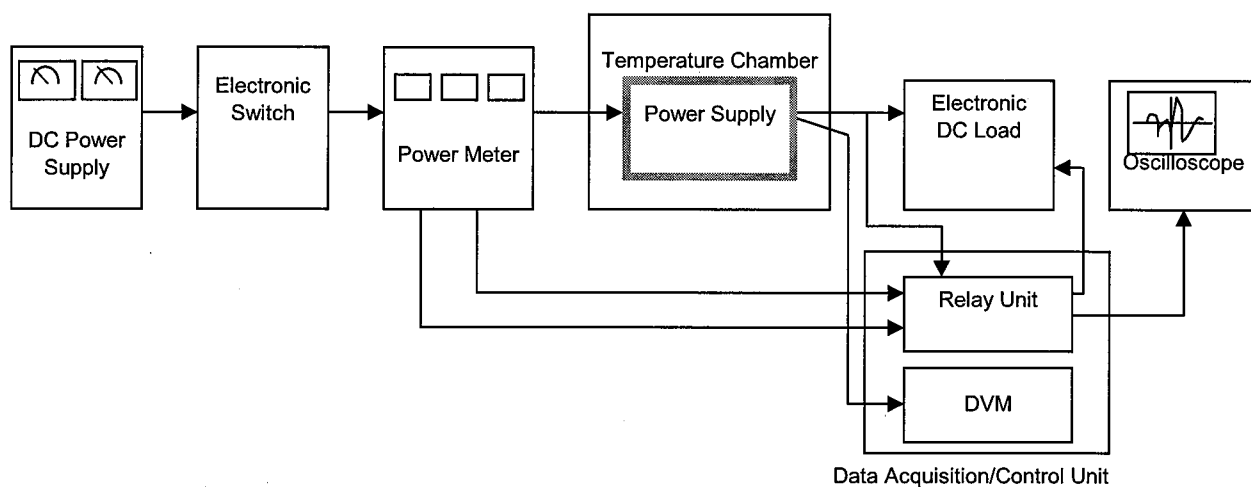 DC Power
Supply
Electronic
Switch
Power Meter
Temperature Chamber
Power Supply
Electronic
DC Load
Oscilloscope
Relay Unit
DVM
Data Acquisition/Control Unit